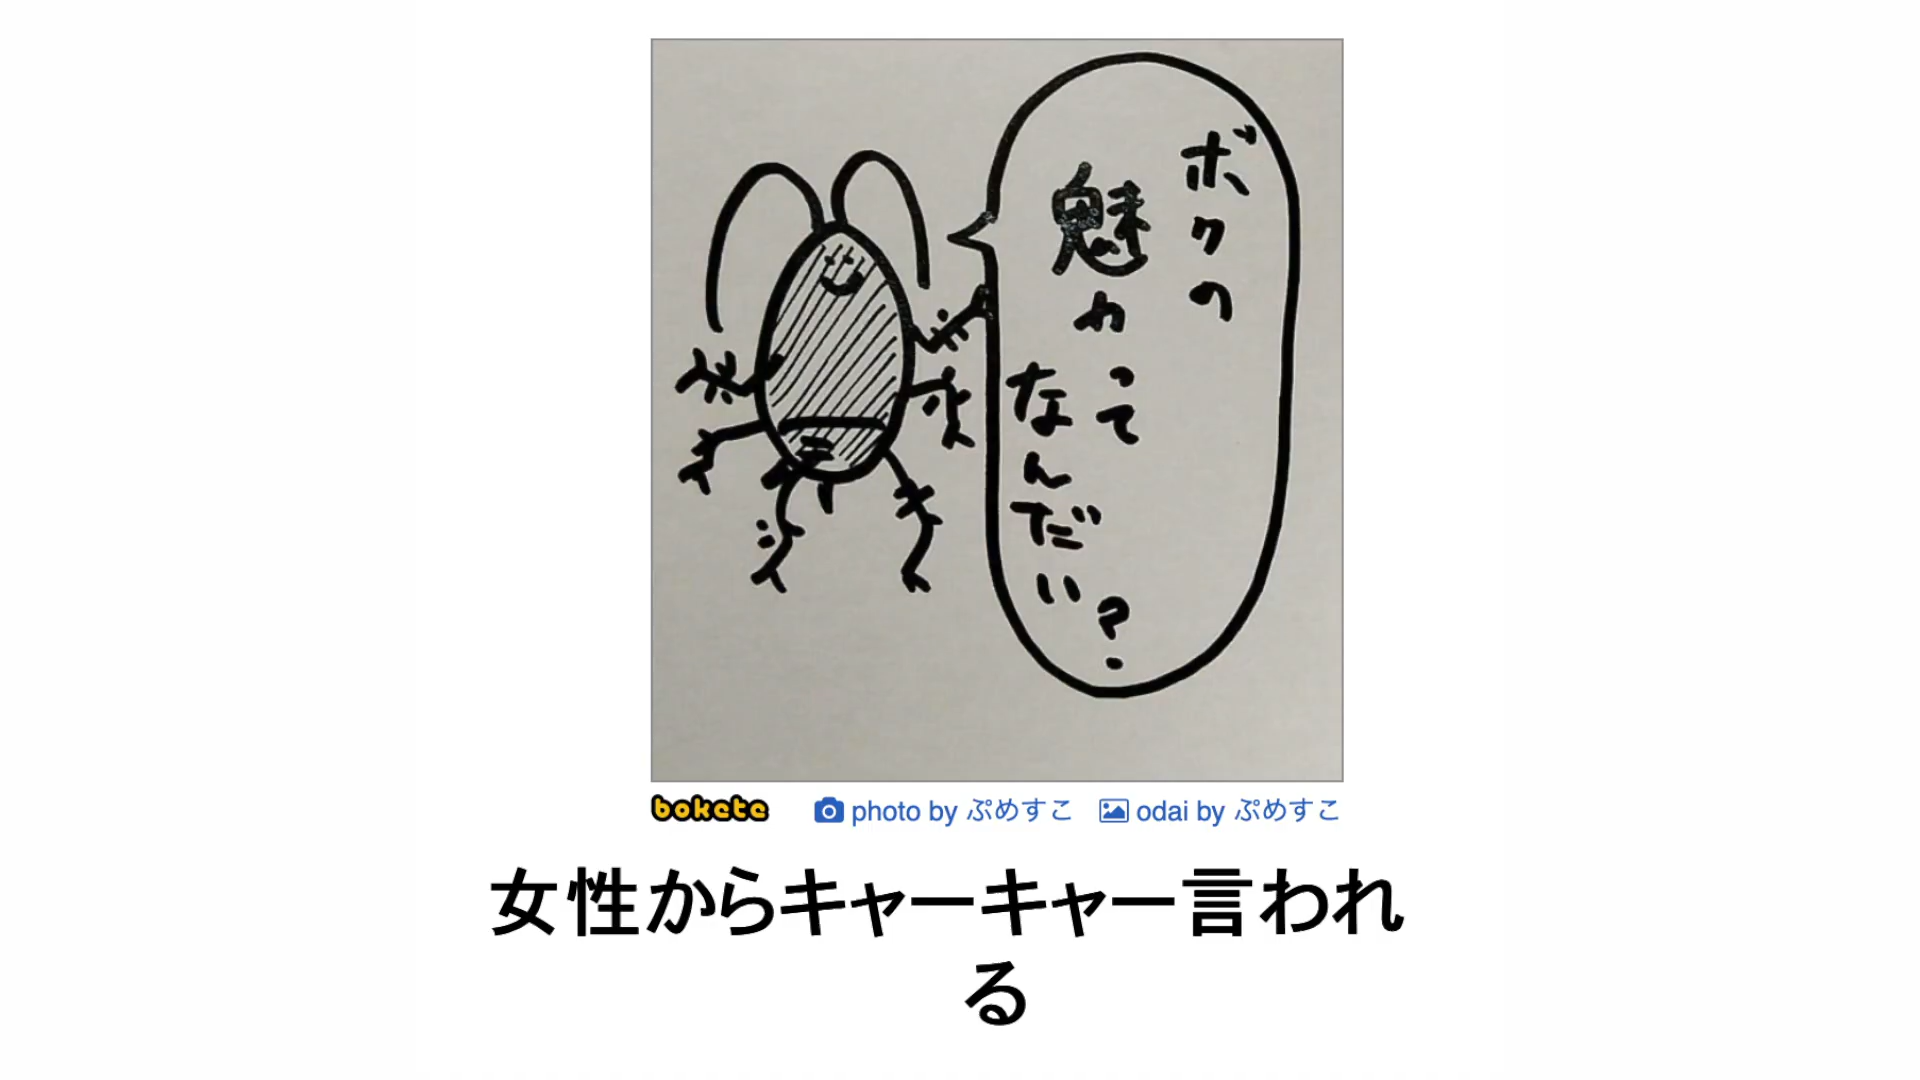 ボクの
魅力って
なんだい?
bokete photo by ぷめすこ odai by ぷめすこ
女性からキャーキャー言われ
る